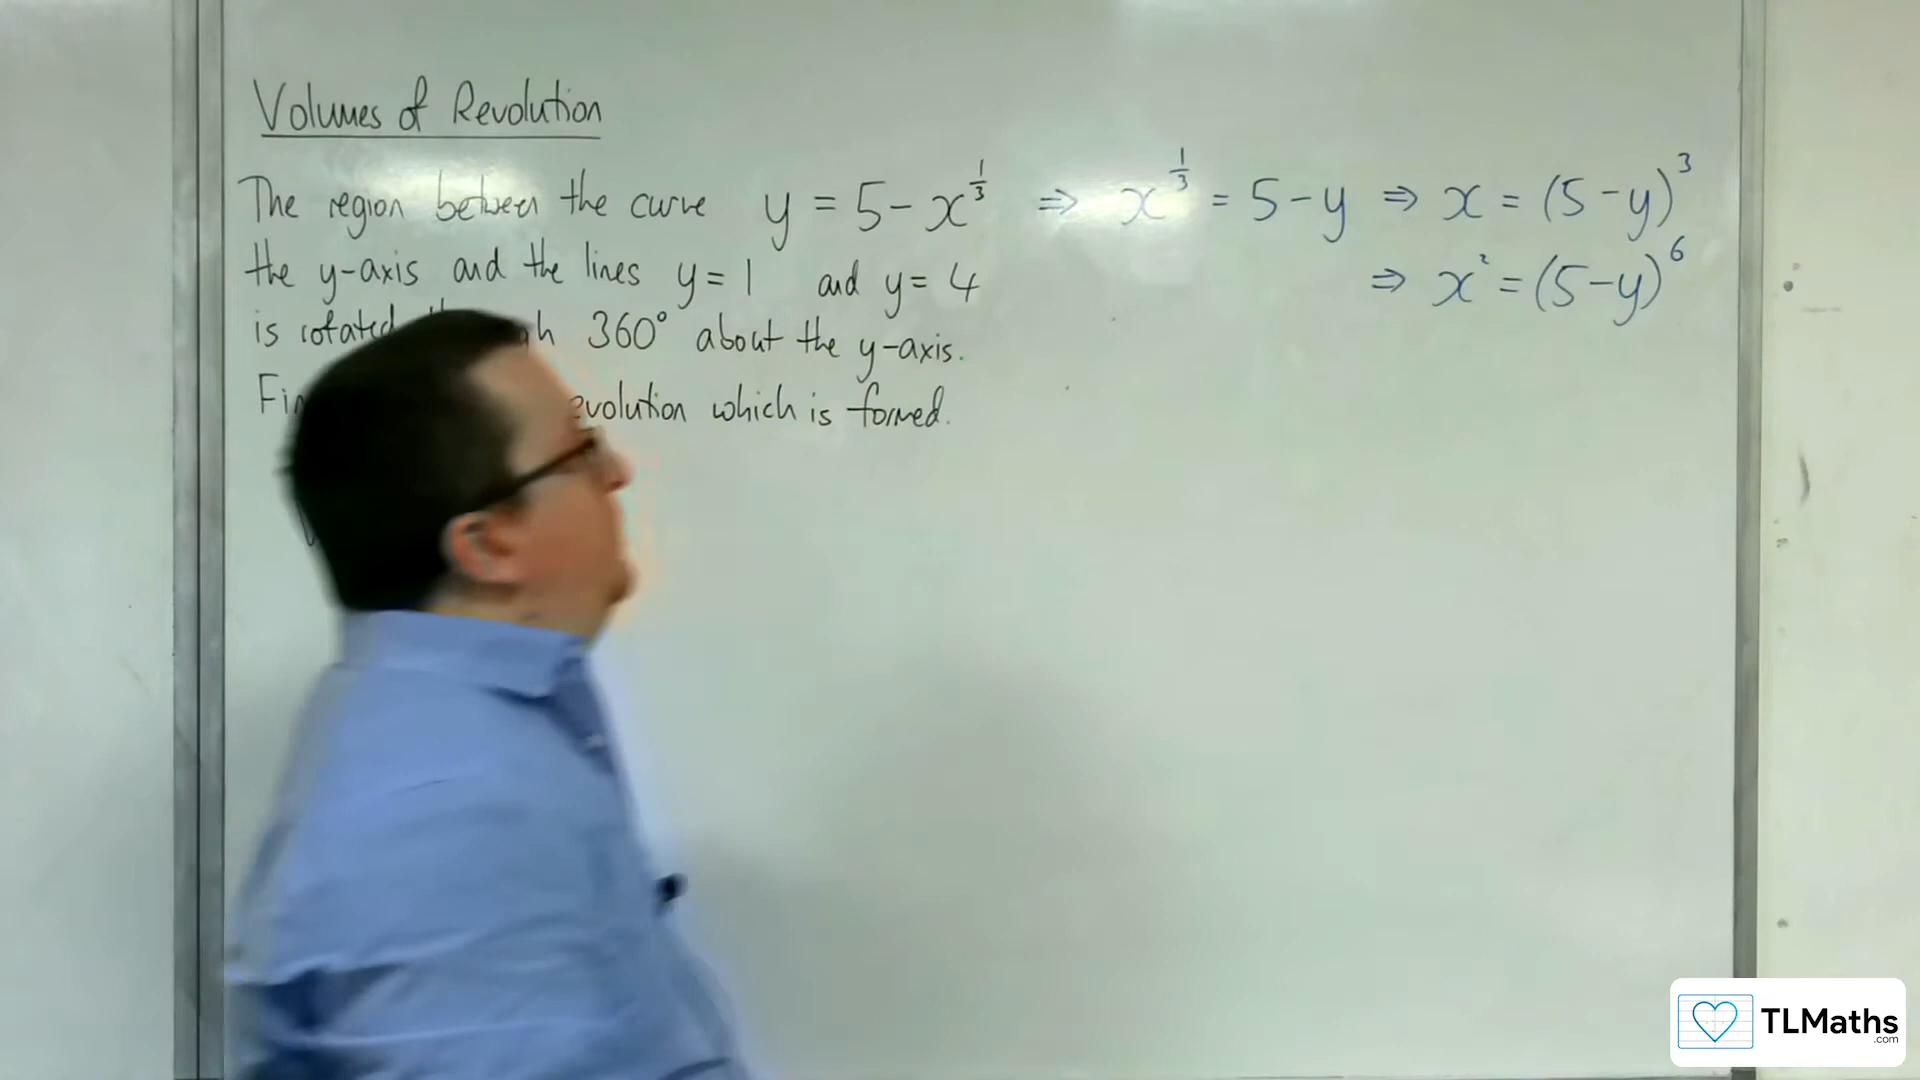 Volumes of Revolution
The region between the curve y = 5 - x^{1/3} ⇒ x^{1/3} = 5 - y ⇒ x = (5 - y)^3
the y-axis and the lines y = 1 and y = 4 ⇒ x^2 = (5 - y)^6
is rotated 360° about the y-axis.
which is formed.
TLMaths
.com